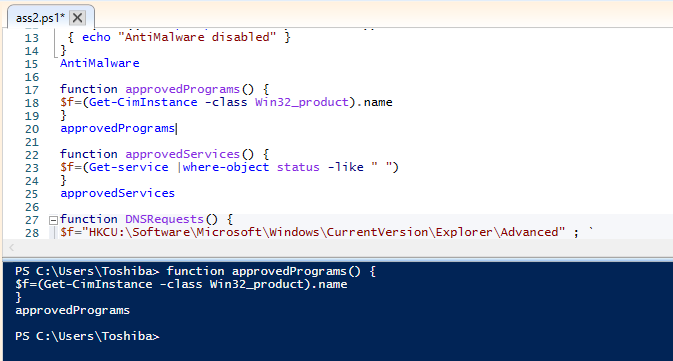 ass2.ps1*
13 { echo "AntiMalware disabled" }
14 }
15 AntiMalware
16
17 function approvedPrograms() {
18 $f=(Get-CimInstance -class Win32_product).name
19 }
20 approvedPrograms
21
22 function approvedServices() {
23 $f=(Get-service |where-object status -like " ")
24 }
25 approvedServices
26
27 function DNSRequests() {
28 $f="HKCU:\Software\Microsoft\Windows\CurrentVersion\Explorer\Advanced" ; `
PS C:\Users\Toshiba> function approvedPrograms() {
$f=(Get-CimInstance -class Win32_product).name
}
approvedPrograms
PS C:\Users\Toshiba>